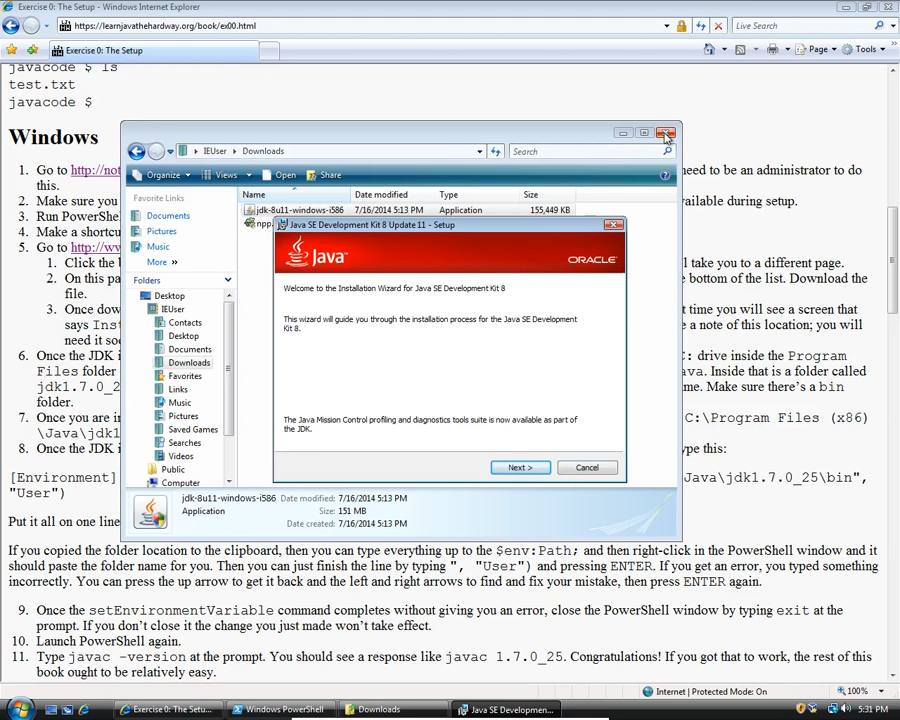 Exercise 0: The Setup - Windows Internet Explorer
https://learnjavathehardway.org/book/ex00.html
Live Search
Exercise 0: The Setup
Page
Tools
javacode $ ls
test.txt
javacode $
Windows
1. Go to http://not
need to be an administrator to do
this.
2. Make sure you
available during setup.
3. Run PowerShe
4. Make a shortcu
5. Go to http://ww
1. Click the b
l take you to a different page.
2. On this pa
e bottom of the list. Download the
file.
3. Once dow
t time you will see a screen that
says Inst
e a note of this location; you will
need it soo
6. Once the JDK i
C: drive inside the Program
Files folder
ava. Inside that is a folder called
jdk1.7.0_2
me. Make sure there's a bin
folder.
7. Once you are in
C:\Program Files (x86)
\Java\jdk1
8. Once the JDK i
type this:
[Environment]
Java\jdk1.7.0_25\bin",
"User")
Put it all on one line
IEUser
Downloads
Search
Organize
Views
Open
Share
Favorite Links
Documents
Pictures
Music
More »
Folders
Desktop
IEUser
Contacts
Desktop
Documents
Downloads
Favorites
Links
Music
Pictures
Saved Games
Searches
Videos
Public
Computer
Name
Date modified
Type
Size
jdk-8u11-windows-i586
7/16/2014 5:13 PM
Application
155,449 KB
npp.
Java SE Development Kit 8 Update 11 - Setup
Java
ORACLE
Welcome to the Installation Wizard for Java SE Development Kit 8
This wizard will guide you through the installation process for the Java SE Development
Kit 8.
The Java Mission Control profiling and diagnostics tools suite is now available as part of
the JDK.
Next >
Cancel
jdk-8u11-windows-i586 Date modified: 7/16/2014 5:13 PM
Application
Size: 151 MB
Date created: 7/16/2014 5:13 PM
If you copied the folder location to the clipboard, then you can type everything up to the $env:Path; and then right-click in the PowerShell window and it
should paste the folder name for you. Then you can just finish the line by typing ", "User") and pressing ENTER. If you get an error, you typed something
incorrectly. You can press the up arrow to get it back and the left and right arrows to find and fix your mistake, then press ENTER again.
9. Once the setEnvironmentVariable command completes without giving you an error, close the PowerShell window by typing exit at the
prompt. If you don't close it the change you just made won't take effect.
10. Launch PowerShell again.
11. Type javac -version at the prompt. You should see a response like javac 1.7.0_25. Congratulations! If you got that to work, the rest of this
book ought to be relatively easy.
Internet | Protected Mode: On
100%
Exercise 0: The Setu...
Windows PowerShell
Downloads
Java SE Developmen...
5:31 PM